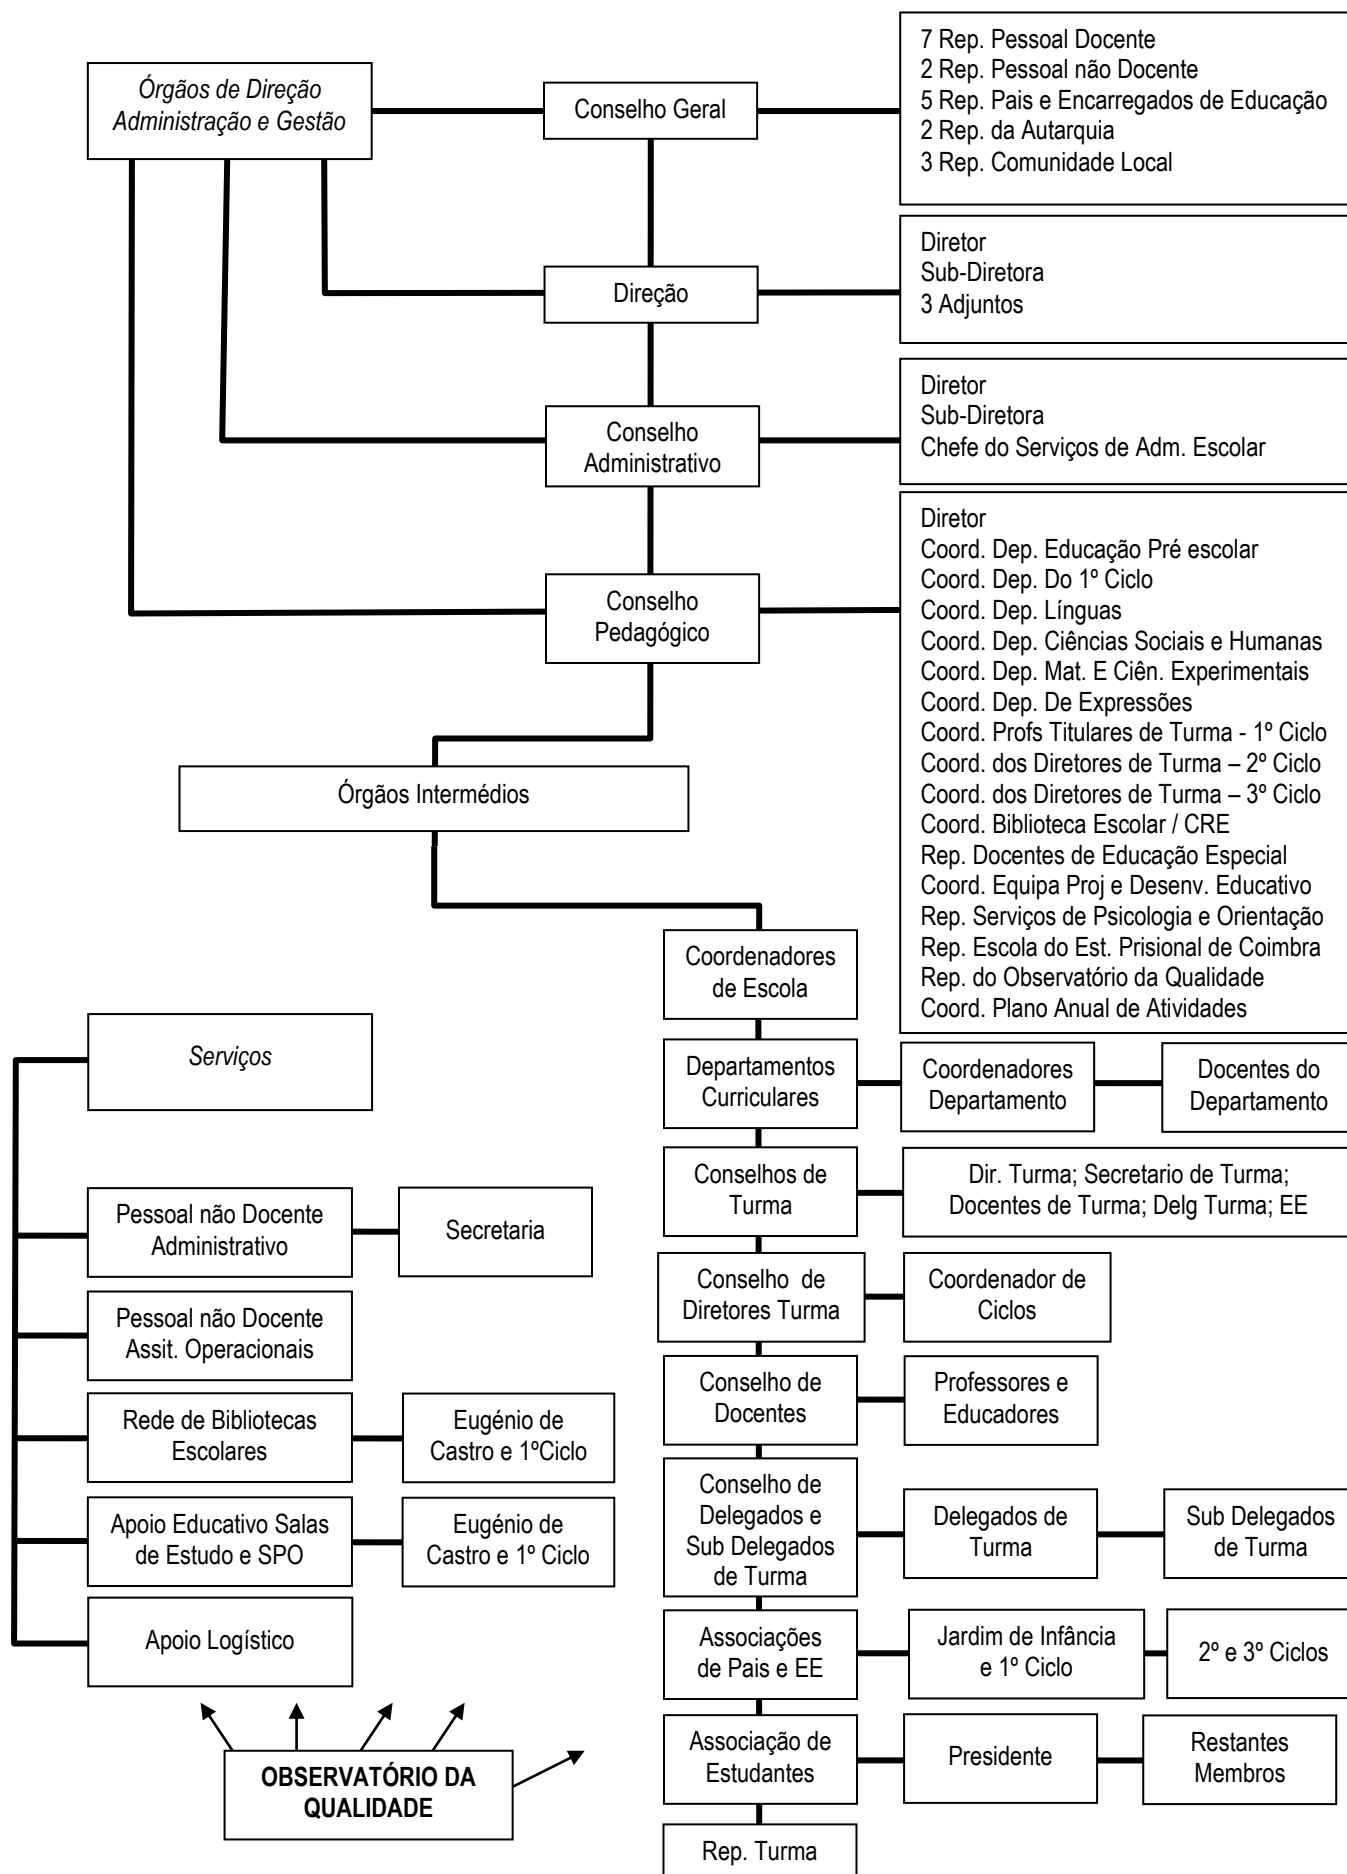 Órgãos de Direção
Administração e Gestão
Conselho Geral
7 Rep. Pessoal Docente
2 Rep. Pessoal não Docente
5 Rep. Pais e Encarregados de Educação
2 Rep. da Autarquia
3 Rep. Comunidade Local
Direção
Diretor
Sub-Diretora
3 Adjuntos
Conselho
Administrativo
Diretor
Sub-Diretora
Chefe do Serviços de Adm. Escolar
Conselho
Pedagógico
Diretor
Coord. Dep. Educação Pré escolar
Coord. Dep. Do 1º Ciclo
Coord. Dep. Línguas
Coord. Dep. Ciências Sociais e Humanas
Coord. Dep. Mat. E Ciên. Experimentais
Coord. Dep. De Expressões
Coord. Profs Titulares de Turma - 1º Ciclo
Coord. dos Diretores de Turma – 2º Ciclo
Coord. dos Diretores de Turma – 3º Ciclo
Coord. Biblioteca Escolar / CRE
Rep. Docentes de Educação Especial
Coord. Equipa Proj e Desenv. Educativo
Rep. Serviços de Psicologia e Orientação
Rep. Escola do Est. Prisional de Coimbra
Rep. do Observatório da Qualidade
Coord. Plano Anual de Atividades
Órgãos Intermédios
Coordenadores
de Escola
Departamentos
Curriculares
Coordenadores
Departamento
Docentes do
Departamento
Conselhos de
Turma
Dir. Turma; Secretario de Turma;
Docentes de Turma; Delg Turma; EE
Conselho de
Diretores Turma
Coordenador de
Ciclos
Conselho de
Docentes
Professores e
Educadores
Conselho de
Delegados e
Sub Delegados
de Turma
Delegados de
Turma
Sub Delegados
de Turma
Associações
de Pais e EE
Jardim de Infância
e 1º Ciclo
2º e 3º Ciclos
Associação de
Estudantes
Presidente
Restantes
Membros
Rep. Turma
Serviços
Pessoal não Docente
Administrativo
Secretaria
Pessoal não Docente
Assit. Operacionais
Rede de Bibliotecas
Escolares
Eugénio de
Castro e 1ºCiclo
Apoio Educativo Salas
de Estudo e SPO
Eugénio de
Castro e 1º Ciclo
Apoio Logístico
OBSERVATÓRIO DA
QUALIDADE